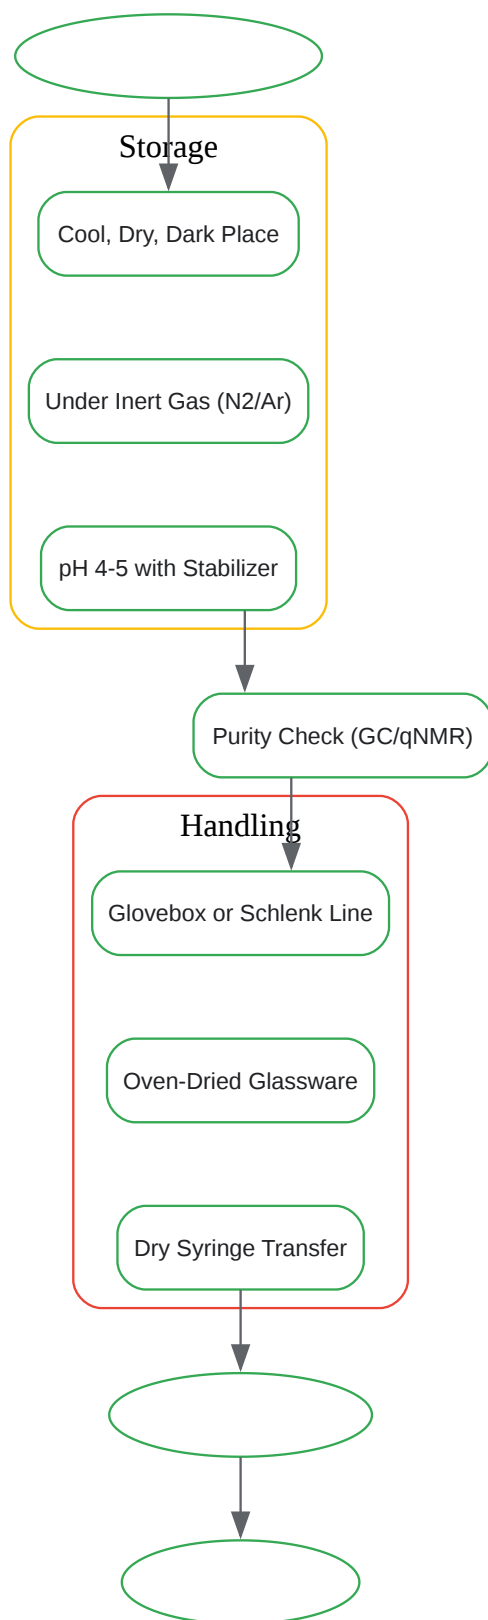 Storage
Cool, Dry, Dark Place
Under Inert Gas (N2/Ar)
pH 4-5 with Stabilizer
Purity Check (GC/qNMR)
Handling
Glovebox or Schlenk Line
Oven-Dried Glassware
Dry Syringe Transfer